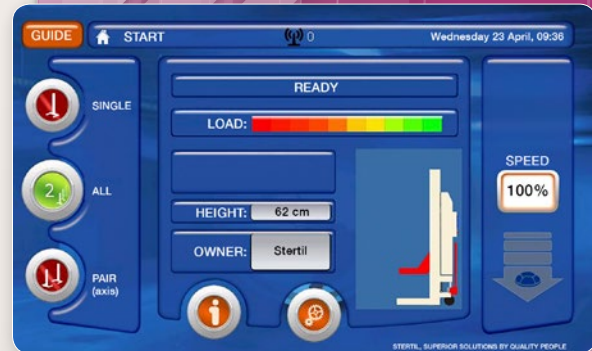 GUIDE START 0 Wednesday 23 April, 09:36
READY
SINGLE
LOAD:
SPEED
100%
2 ALL
HEIGHT: 62 cm
OWNER: Stertil
PAIR
(axis)
STERTIL, SUPERIOR SOLUTIONS BY QUALITY PEOPLE